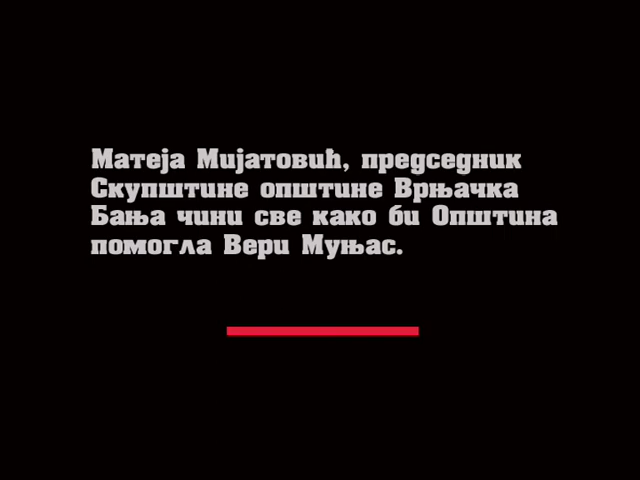 Матеја Мијатовић, председник
Скупштине општине Врњачка
Бања чини све како би Општина
помогла Вери Муњас.